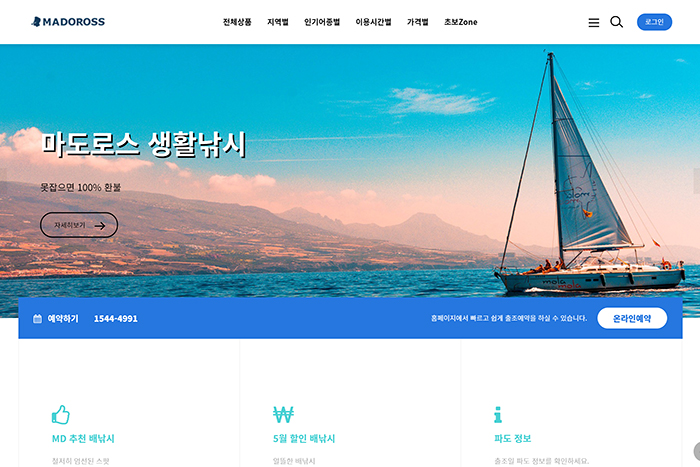 MADOROSS
전체상품 지역별 인기어종별 이용시간별 가격별 초보Zone
로그인
마도로스 생활낚시
못잡으면 100% 환불
자세히보기
예약하기 1544-4991
홈페이지에서 빠르고 쉽게 출조예약을 하실 수 있습니다.
온라인예약
MD 추천 배낚시
철저히 엄선된 스팟
5월 할인 배낚시
알뜰한 배낚시
파도 정보
출조일 파도 정보를 확인하세요.